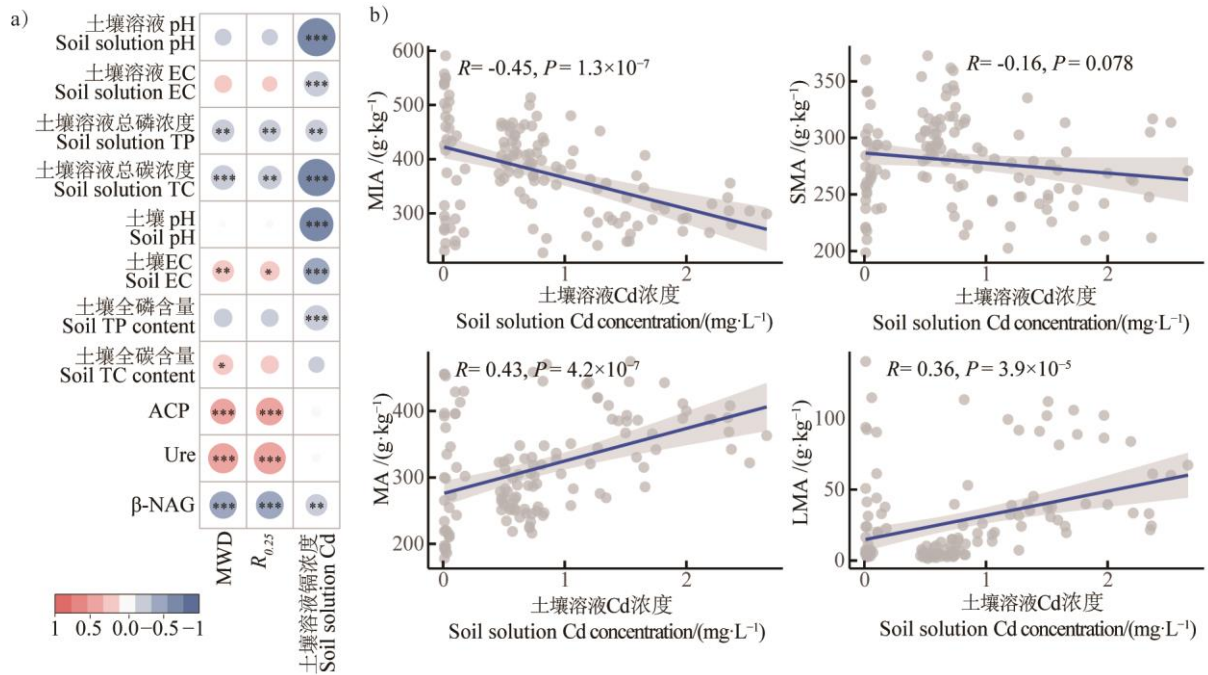 a)
土壤溶液 pH
Soil solution pH
土壤溶液 EC
Soil solution EC
土壤溶液总磷浓度
Soil solution TP
土壤溶液总碳浓度
Soil solution TC
土壤 pH
Soil pH
土壤EC
Soil EC
土壤全磷含量
Soil TP content
土壤全碳含量
Soil TC content
ACP
Ure
β-NAG
***
***
** ** **
*** ** ***
***
** * ***
***
*
*** ***
*** ***
*** *** **
MWD
R0.25
土壤溶液镉浓度
Soil solution Cd
1 0.5 0.0 −0.5 −1
b)
R= -0.45, P = 1.3×10⁻⁷
MIA /(g·kg⁻¹)
600
500
400
300
0 1 2
土壤溶液Cd浓度
Soil solution Cd concentration/(mg·L⁻¹)
R= -0.16, P = 0.078
SMA /(g·kg⁻¹)
350
300
250
200
0 1 2
土壤溶液Cd浓度
Soil solution Cd concentration/(mg·L⁻¹)
R= 0.43, P = 4.2×10⁻⁷
MA /(g·kg⁻¹)
400
300
200
0 1 2
土壤溶液Cd浓度
Soil solution Cd concentration/(mg·L⁻¹)
R= 0.36, P = 3.9×10⁻⁵
LMA /(g·kg⁻¹)
100
50
0
0 1 2
土壤溶液Cd浓度
Soil solution Cd concentration/(mg·L⁻¹)